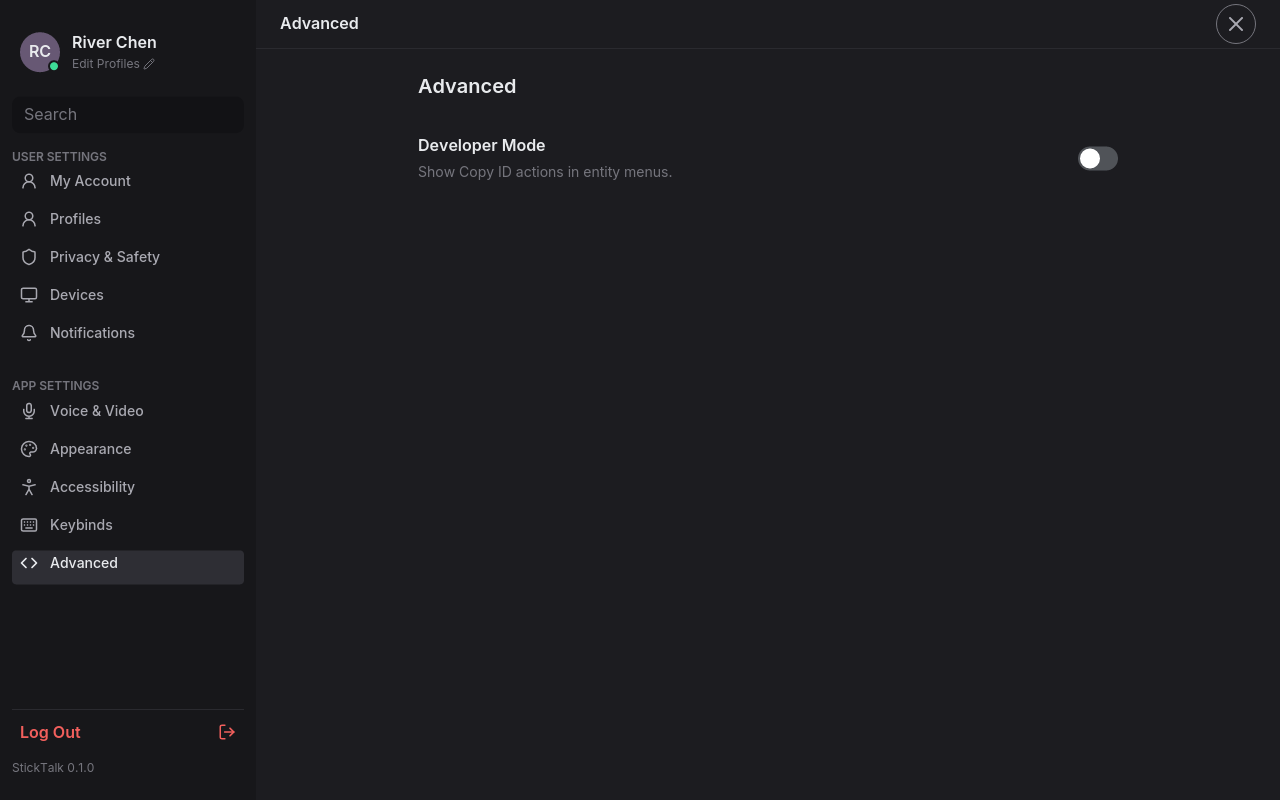 RC
River Chen
Edit Profiles
Search
USER SETTINGS
My Account
Profiles
Privacy & Safety
Devices
Notifications
APP SETTINGS
Voice & Video
Appearance
Accessibility
Keybinds
Advanced
Log Out
StickTalk 0.1.0
Advanced
Advanced
Developer Mode
Show Copy ID actions in entity menus.